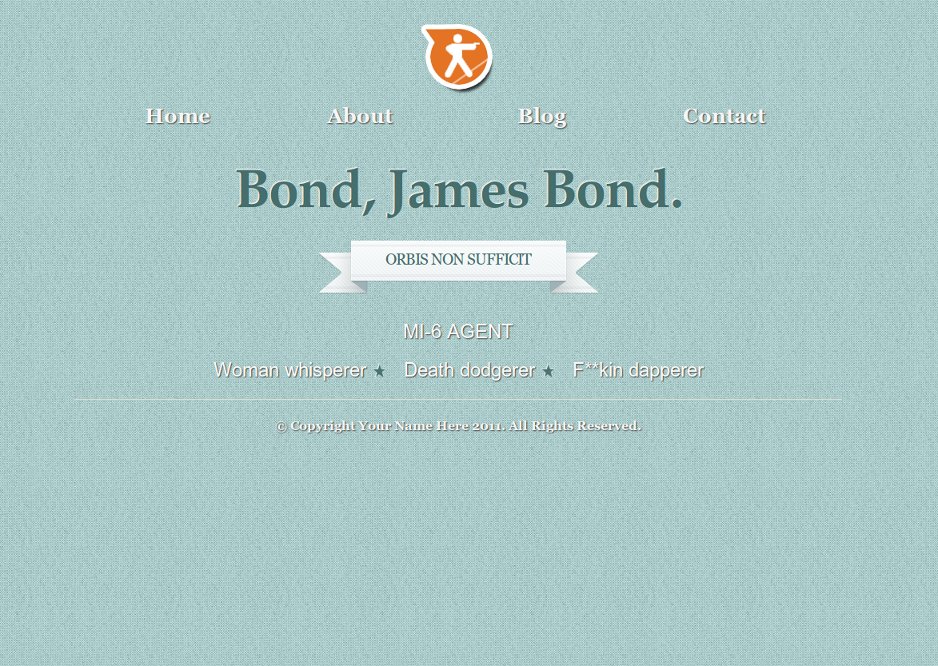 Home About Blog Contact
Bond, James Bond.
ORBIS NON SUFFICIT
MI-6 AGENT
Woman whisperer ★ Death dodgerer ★ F**kin dapperer
© Copyright Your Name Here 2011. All Rights Reserved.